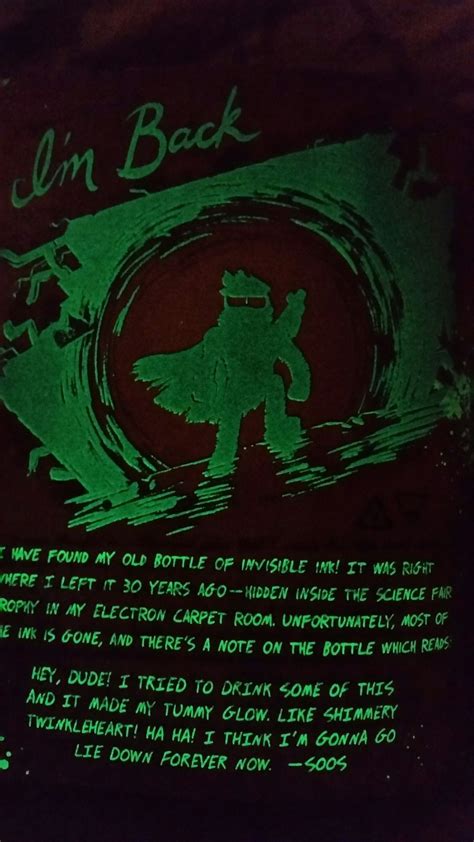 I'm Back
I HAVE FOUND MY OLD BOTTLE OF INVISIBLE INK! IT WAS RIGHT
WHERE I LEFT IT 30 YEARS AGO--HIDDEN INSIDE THE SCIENCE FAIR
TROPHY IN MY ELECTRON CARPET ROOM. UNFORTUNATELY, MOST OF
THE INK IS GONE, AND THERE'S A NOTE ON THE BOTTLE WHICH READS:
HEY, DUDE! I TRIED TO DRINK SOME OF THIS
AND IT MADE MY TUMMY GLOW. LIKE SHIMMERY
TWINKLEHEART! HA HA! I THINK I'M GONNA GO
LIE DOWN FOREVER NOW. —SOOS